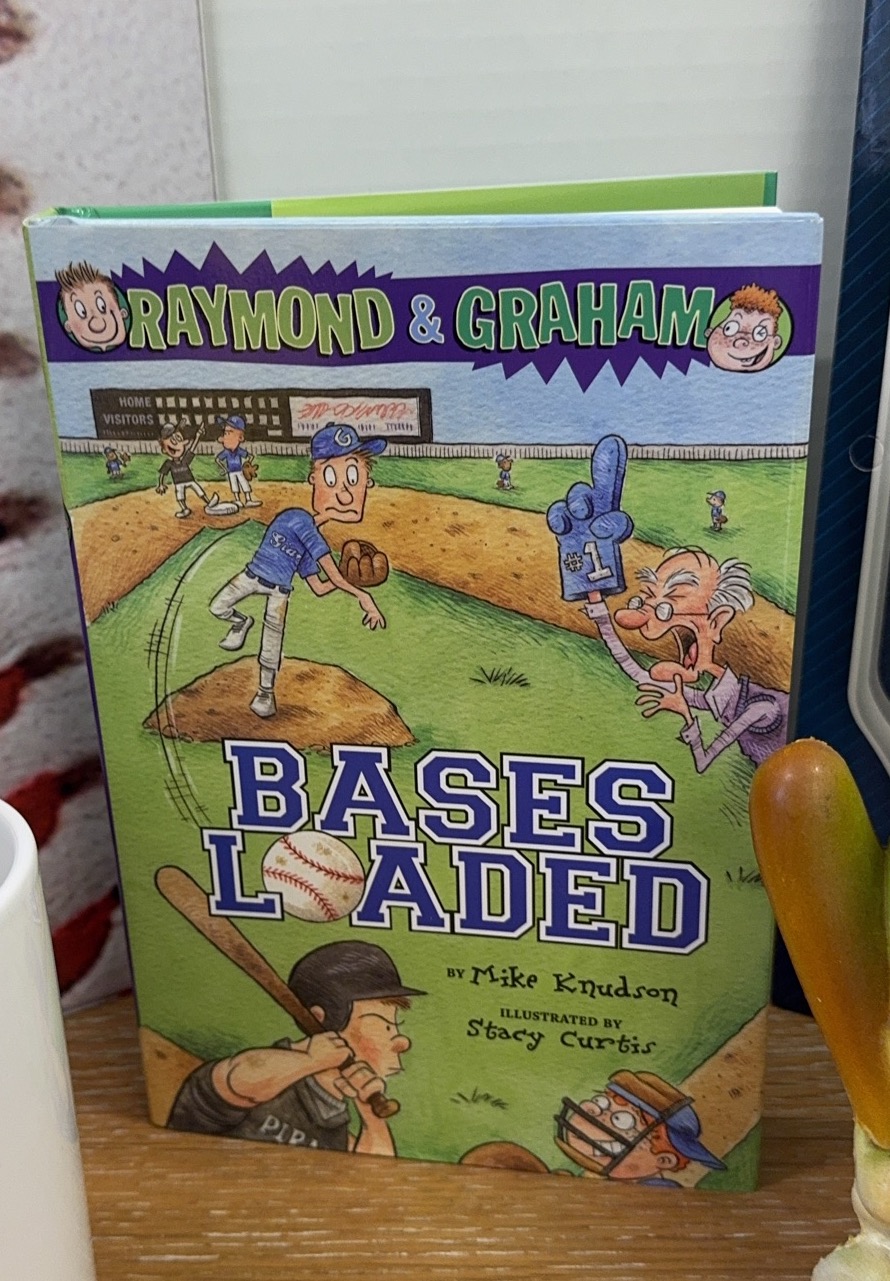 RAYMOND & GRAHAM
HOME
VISITORS
G
#1
BASES
LOADED
BY Mike Knudson
ILLUSTRATED BY
Stacy Curtis